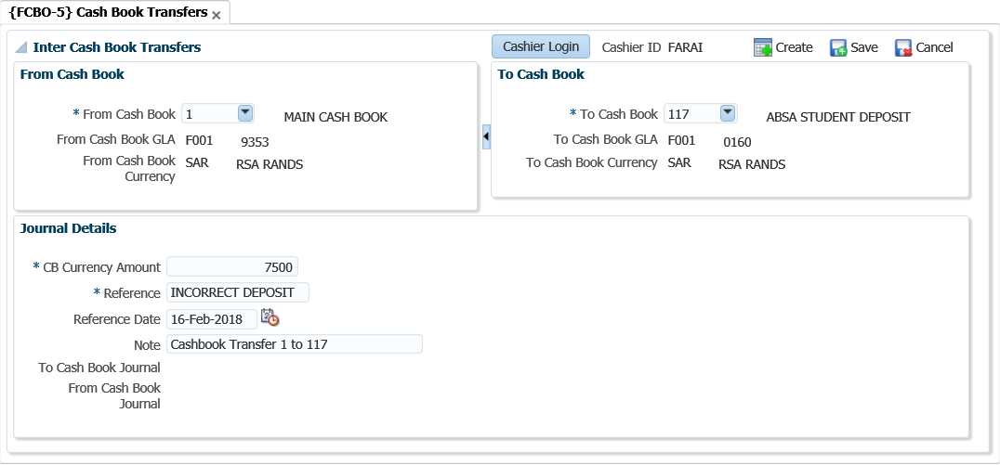 {FCBO-5} Cash Book Transfers
Inter Cash Book Transfers
Cashier Login
Cashier ID FARAI
Create
Save
Cancel
From Cash Book
* From Cash Book 1 MAIN CASH BOOK
From Cash Book GLA F001 9353
From Cash Book SAR RSA RANDS
Currency
To Cash Book
* To Cash Book 117 ABSA STUDENT DEPOSIT
To Cash Book GLA F001 0160
To Cash Book Currency SAR RSA RANDS
Journal Details
* CB Currency Amount 7500
* Reference INCORRECT DEPOSIT
Reference Date 16-Feb-2018
Note Cashbook Transfer 1 to 117
To Cash Book Journal
From Cash Book
Journal